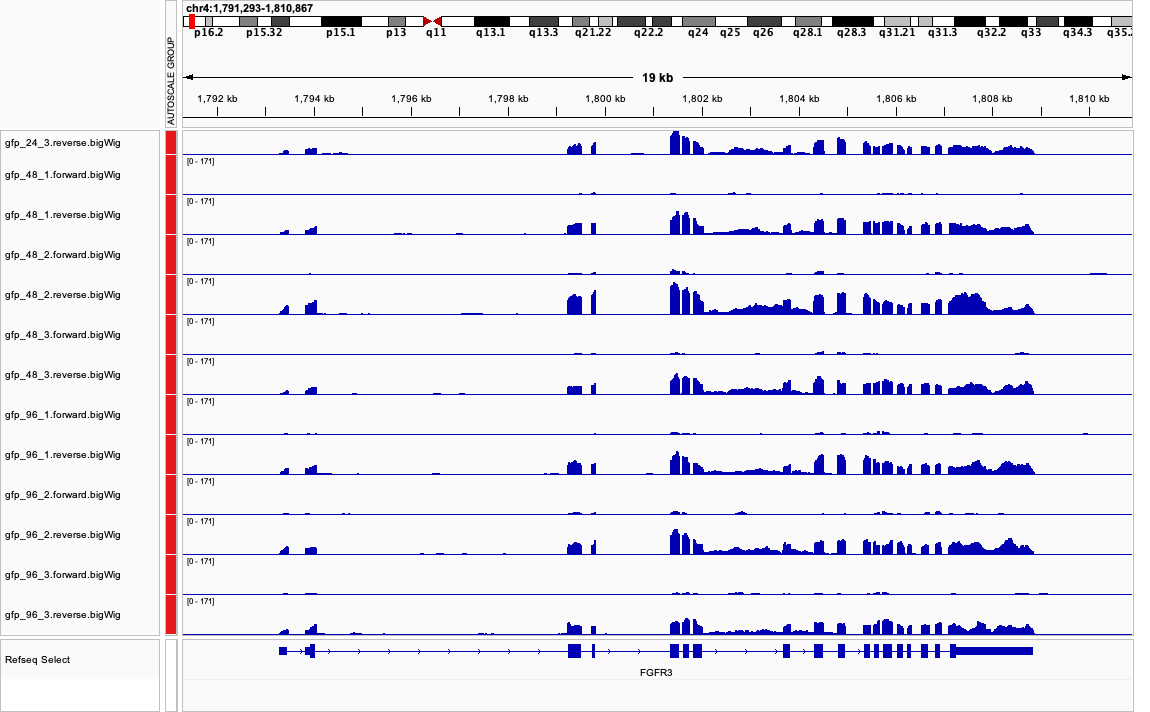 chr4:1,791,293-1,810,867
p16.2 p15.32 p15.1 p13 q11 q13.1 q13.3 q21.22 q22.2 q24 q25 q26 q28.1 q28.3 q31.21 q31.3 q32.2 q33 q34.3 q35.2
AUTOSCALE GROUP
19 kb
1,792 kb 1,794 kb 1,796 kb 1,798 kb 1,800 kb 1,802 kb 1,804 kb 1,806 kb 1,808 kb 1,810 kb
gfp_24_3.reverse.bigWig
[0 - 171]
gfp_48_1.forward.bigWig
[0 - 171]
gfp_48_1.reverse.bigWig
[0 - 171]
gfp_48_2.forward.bigWig
[0 - 171]
gfp_48_2.reverse.bigWig
[0 - 171]
gfp_48_3.forward.bigWig
[0 - 171]
gfp_48_3.reverse.bigWig
[0 - 171]
gfp_96_1.forward.bigWig
[0 - 171]
gfp_96_1.reverse.bigWig
[0 - 171]
gfp_96_2.forward.bigWig
[0 - 171]
gfp_96_2.reverse.bigWig
[0 - 171]
gfp_96_3.forward.bigWig
[0 - 171]
gfp_96_3.reverse.bigWig
Refseq Select
FGFR3